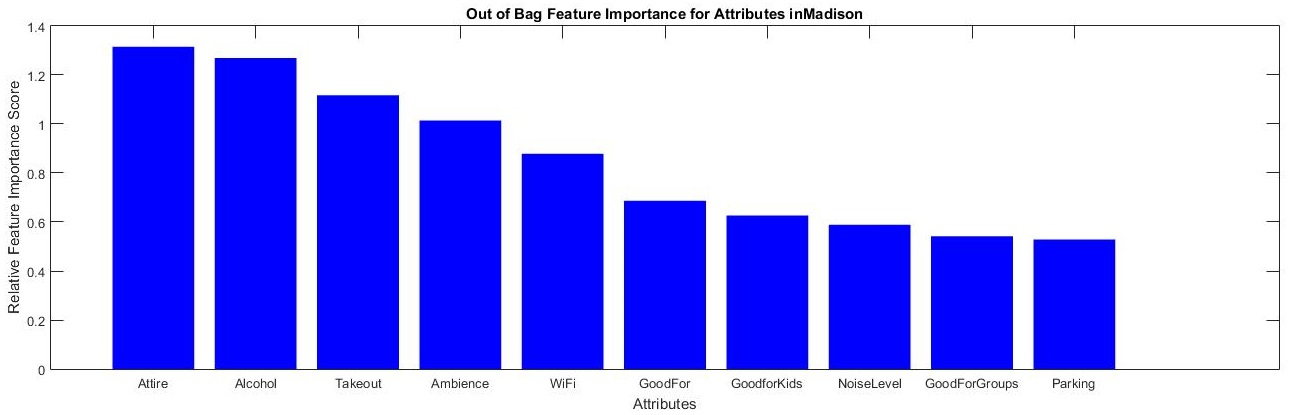 Out of Bag Feature Importance for Attributes inMadison
Relative Feature Importance Score
1.4
1.2
1
0.8
0.6
0.4
0.2
0
Attire Alcohol Takeout Ambience WiFi GoodFor GoodforKids NoiseLevel GoodForGroups Parking
Attributes